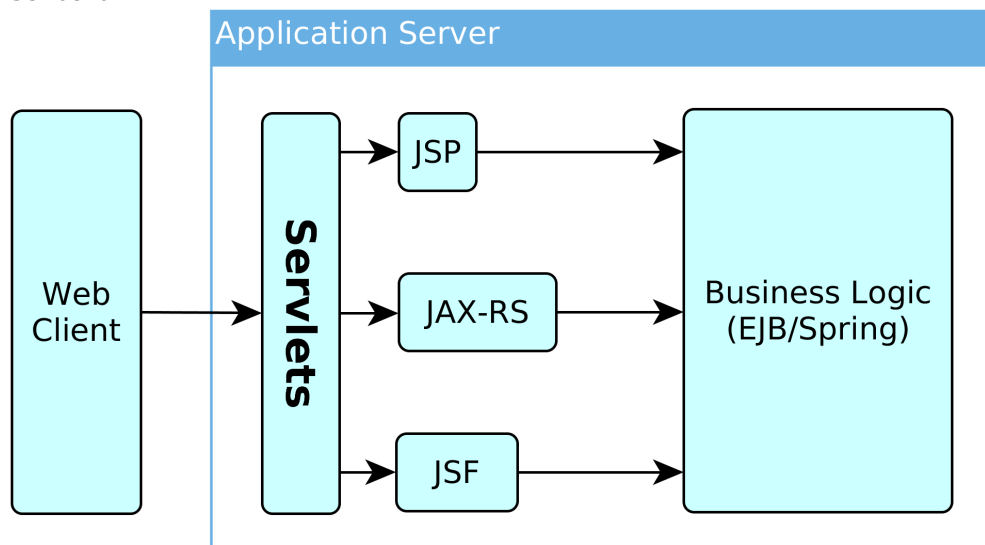 Application Server
Web
Client
Servlets
JSP
JAX-RS
JSF
Business Logic
(EJB/Spring)